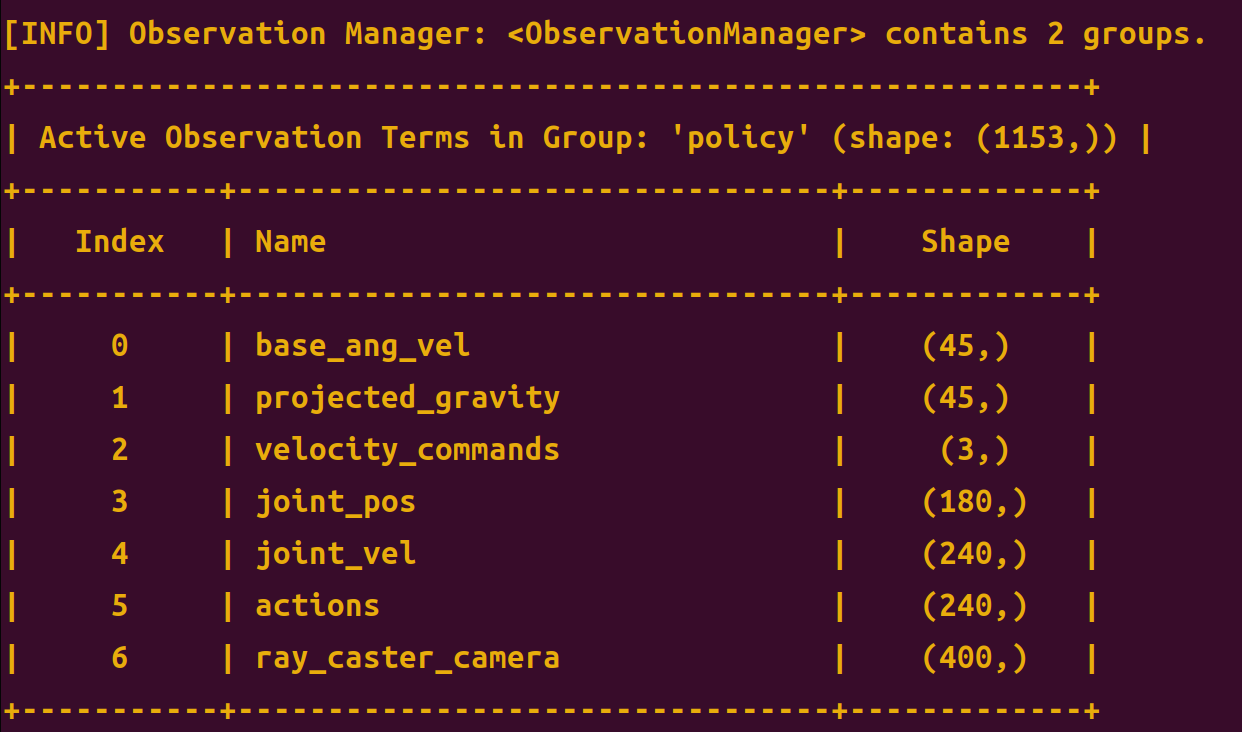 [INFO] Observation Manager: <ObservationManager> contains 2 groups.
+-----------------------------------------------------------+
| Active Observation Terms in Group: 'policy' (shape: (1153,)) |
+-----------+---------------------------------+-------------+
|   Index   | Name                            |    Shape    |
+-----------+---------------------------------+-------------+
|     0     | base_ang_vel                    |    (45,)    |
|     1     | projected_gravity               |    (45,)    |
|     2     | velocity_commands               |     (3,)    |
|     3     | joint_pos                       |    (180,)   |
|     4     | joint_vel                       |    (240,)   |
|     5     | actions                         |    (240,)   |
|     6     | ray_caster_camera               |    (400,)   |
+-----------+---------------------------------+-------------+